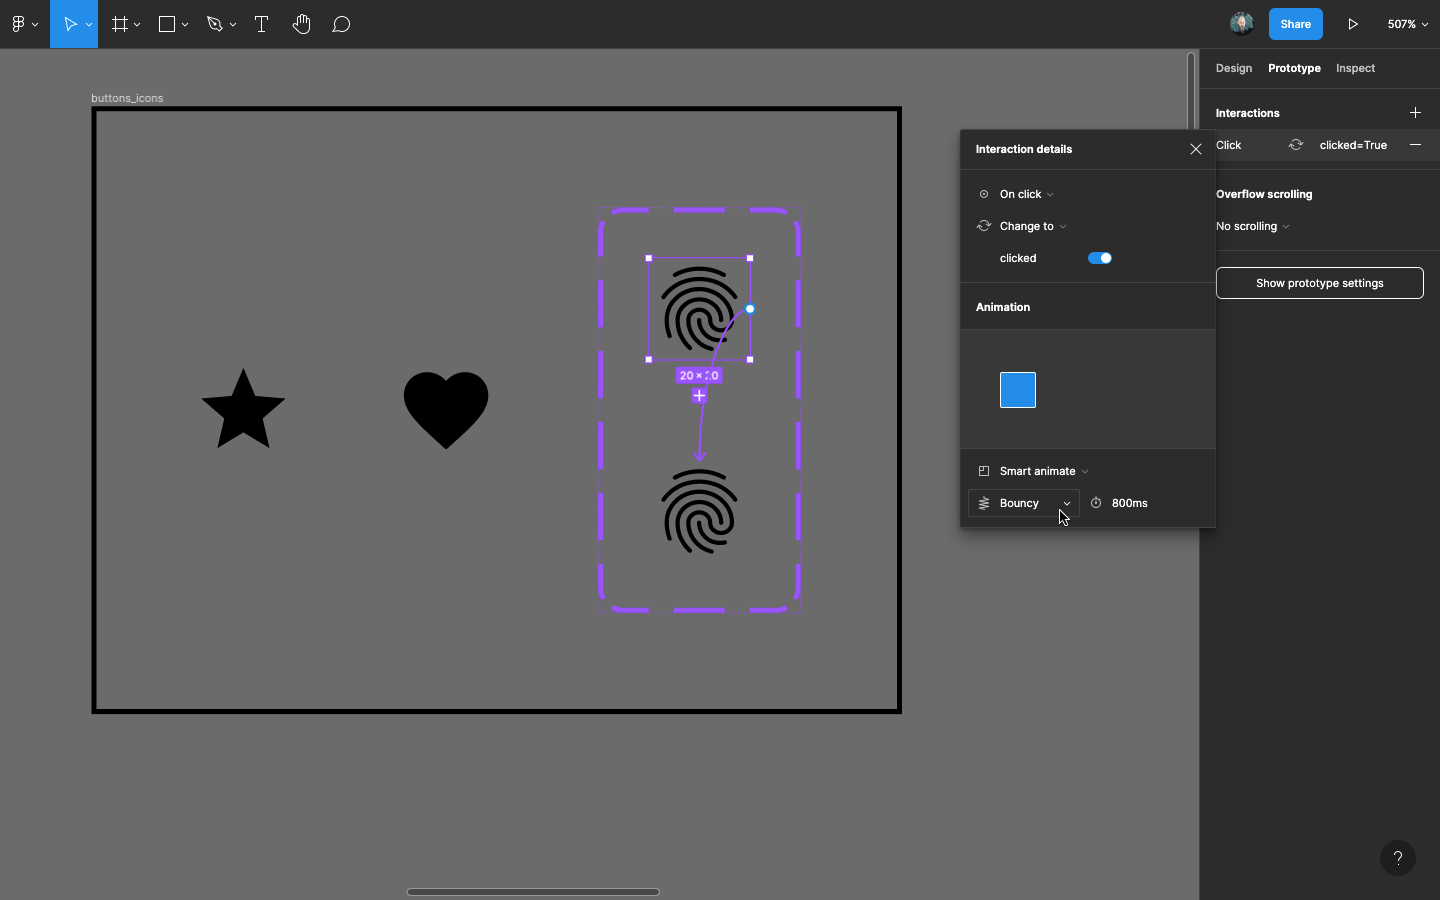 Share
507%
Design
Prototype
Inspect
buttons_icons
Interactions
Click
clicked=True
Interaction details
On click
Change to
clicked
Animation
Smart animate
Bouncy
800ms
Overflow scrolling
No scrolling
Show prototype settings
20 × 20
?